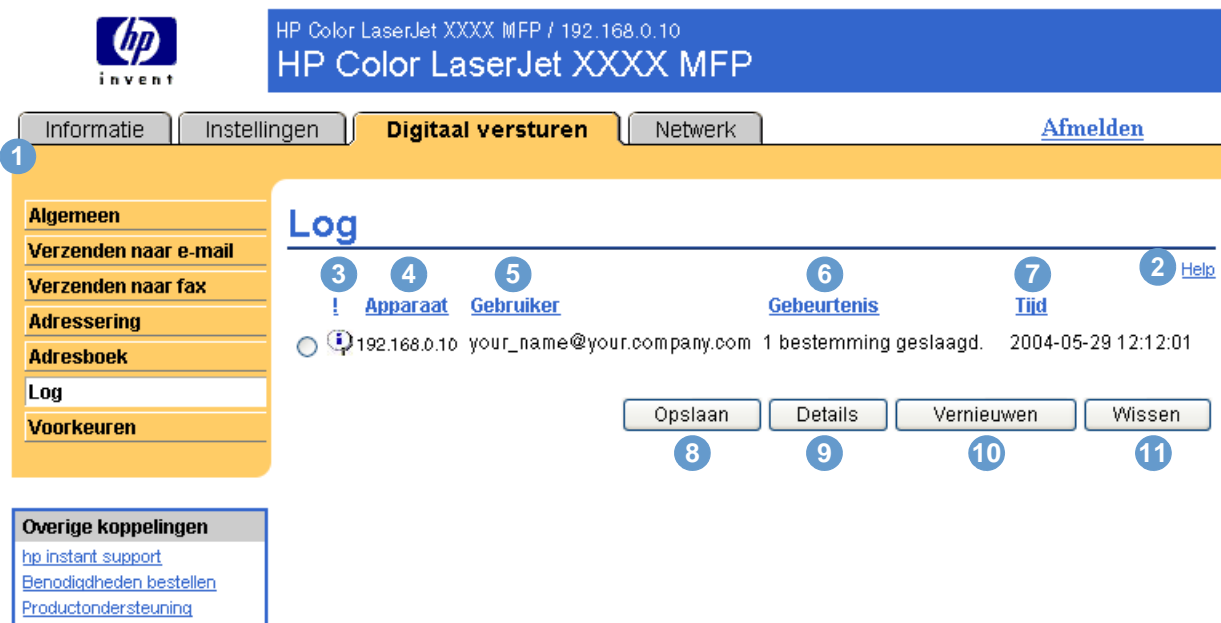 hp
invent
HP Color LaserJet XXXX MFP / 192.168.0.10
HP Color LaserJet XXXX MFP
Informatie Instellingen Digitaal versturen Netwerk Afmelden
1
Algemeen
Verzenden naar e-mail
Verzenden naar fax
Adressering
Adresboek
Log
Voorkeuren
Log
2 Help
3 4 5 6 7
! Apparaat Gebruiker Gebeurtenis Tijd
192.168.0.10 your_name@your.company.com 1 bestemming geslaagd. 2004-05-29 12:12:01
Opslaan Details Vernieuwen Wissen
8 9 10 11
Overige koppelingen
hp instant support
Benodigdheden bestellen
Productondersteuning